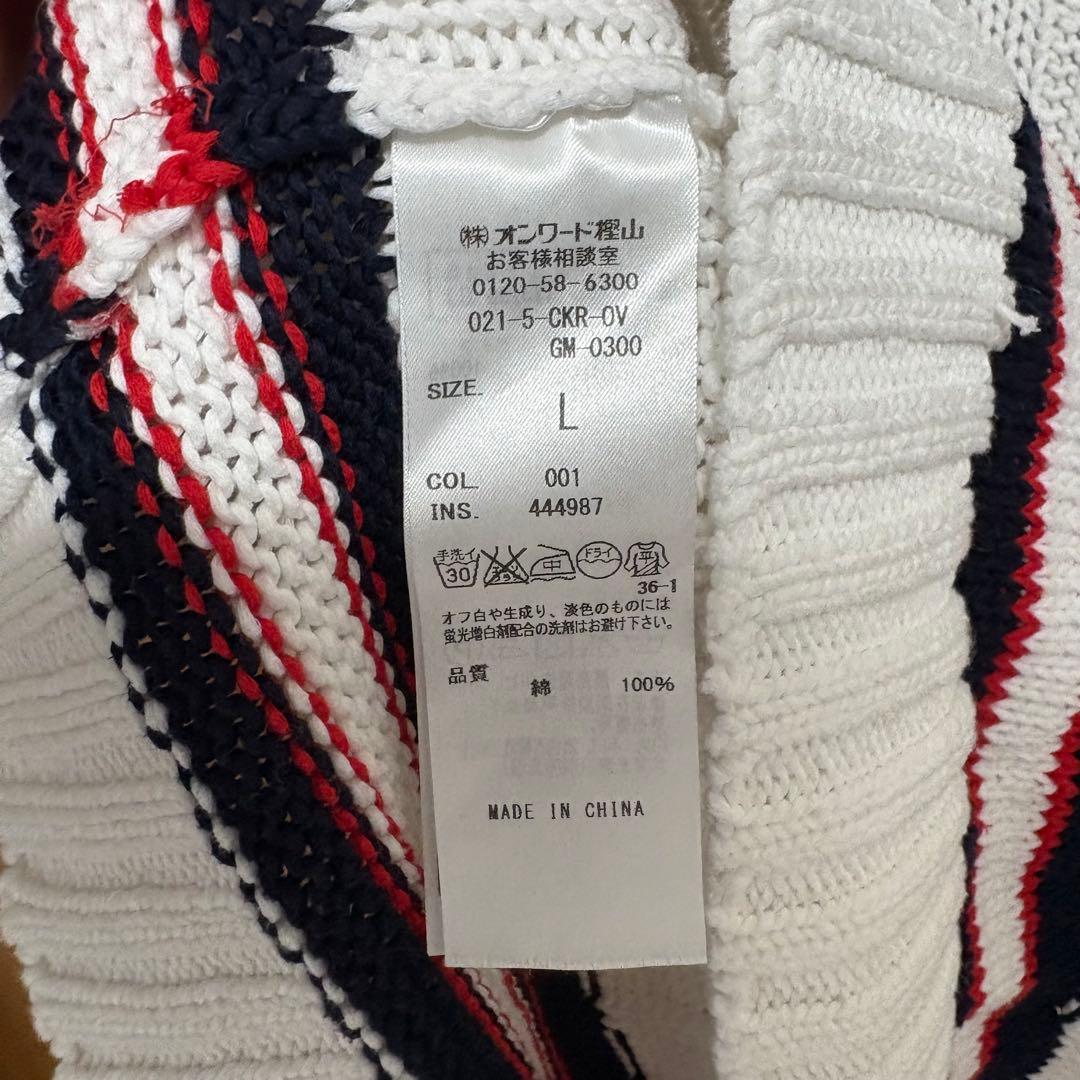 ㈱オンワード樫山
お客様相談室
0120-58-6300
021-5-CKR-OV
GM-0300
SIZE.
L
COL. 001
INS. 444987
手洗イ 30 中 ドライ 平
36-1
オフ白や生成り、淡色のものには
蛍光増白剤配合の洗剤はお避け下さい。
品質 綿 100%
MADE IN CHINA